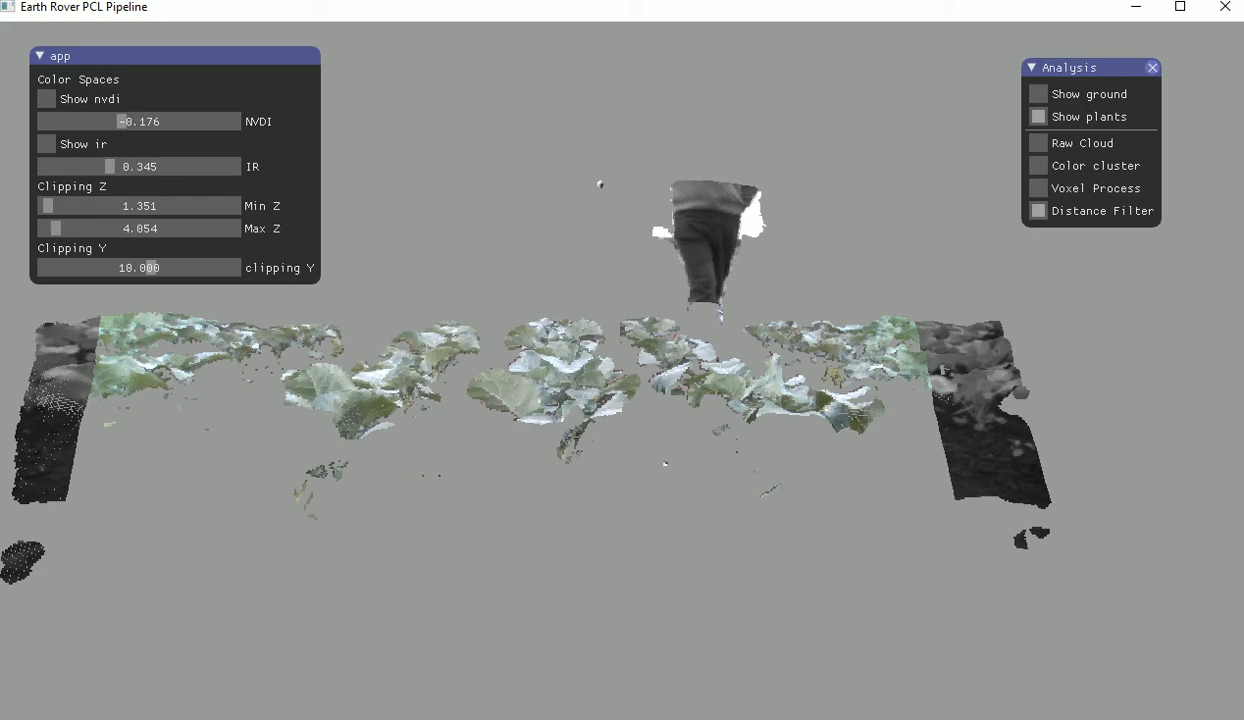 Earth Rover PCL Pipeline
app
Color Spaces
Show nvdi
-0.176 NVDI
Show ir
0.345 IR
Clipping Z
1.351 Min Z
4.054 Max Z
Clipping Y
10.000 clipping Y
Analysis
Show ground
Show plants
Raw Cloud
Color cluster
Voxel Process
Distance Filter